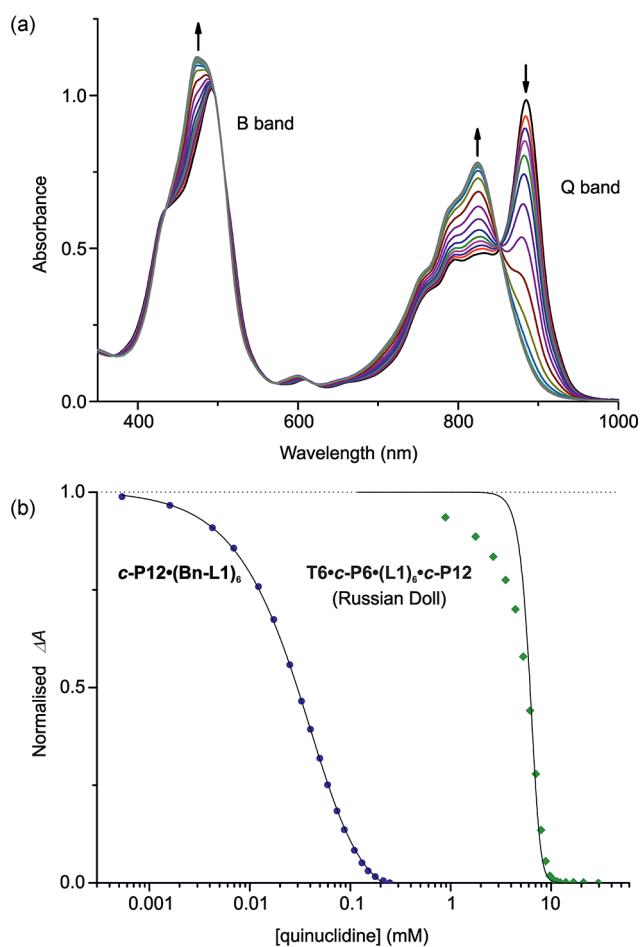 (a)
1.0
0.5
0.0
Absorbance
B band
Q band
400
600
800
1000
Wavelength (nm)
(b)
1.0
0.5
0.0
Normalised ΔA
c-P12•(Bn-L1)₆
T6•c-P6•(L1)₆•c-P12
(Russian Doll)
0.001
0.01
0.1
1
10
[quinuclidine] (mM)